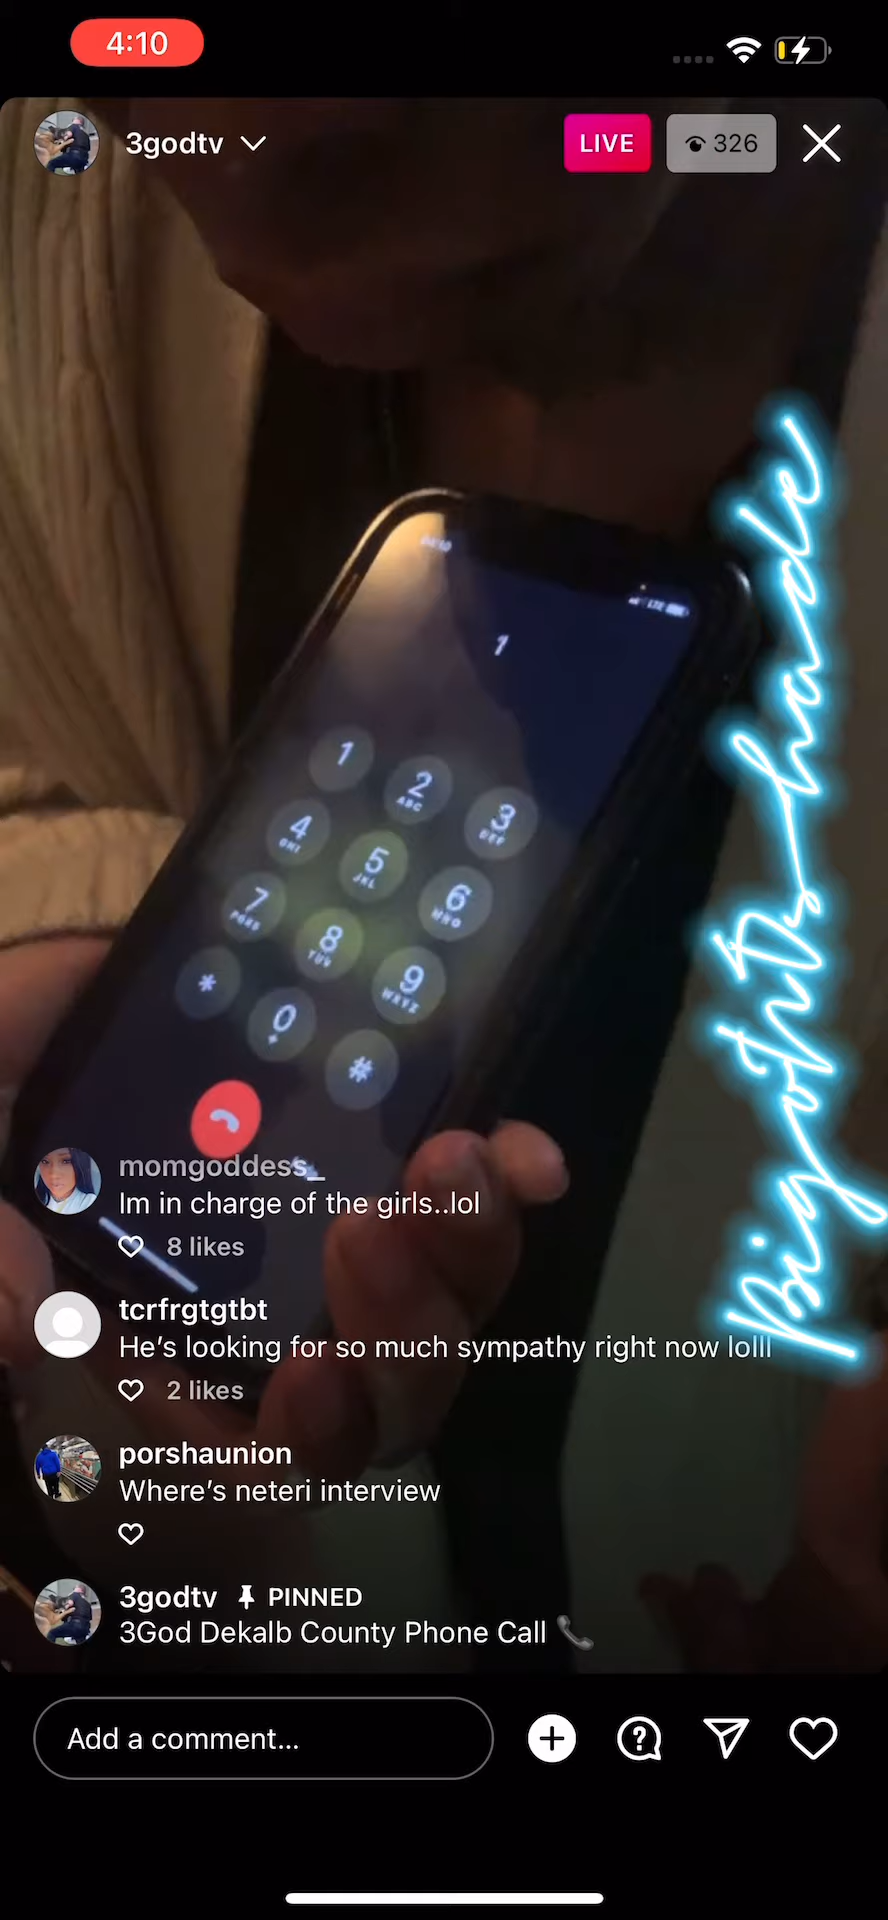 4:10
3godtv
LIVE
326
1
1
2
ABC
3
DEF
4
GHI
5
JKL
6
MNO
7
PQRS
8
TUV
9
WXYZ
*
0
+
#
momgoddess_
Im in charge of the girls..lol
8 likes
tcrfrgtgtbt
He's looking for so much sympathy right now lolll
2 likes
porshaunion
Where's neteri interview
3godtv PINNED
3God Dekalb County Phone Call
Add a comment...